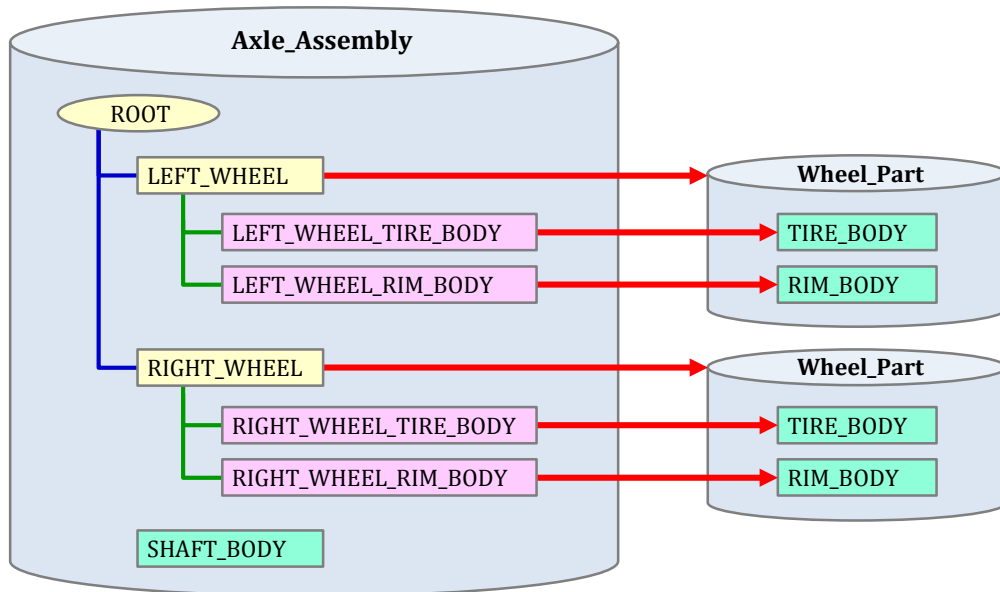 Axle_Assembly
ROOT
LEFT_WHEEL
Wheel_Part
LEFT_WHEEL_TIRE_BODY
TIRE_BODY
LEFT_WHEEL_RIM_BODY
RIM_BODY
RIGHT_WHEEL
Wheel_Part
RIGHT_WHEEL_TIRE_BODY
TIRE_BODY
RIGHT_WHEEL_RIM_BODY
RIM_BODY
SHAFT_BODY